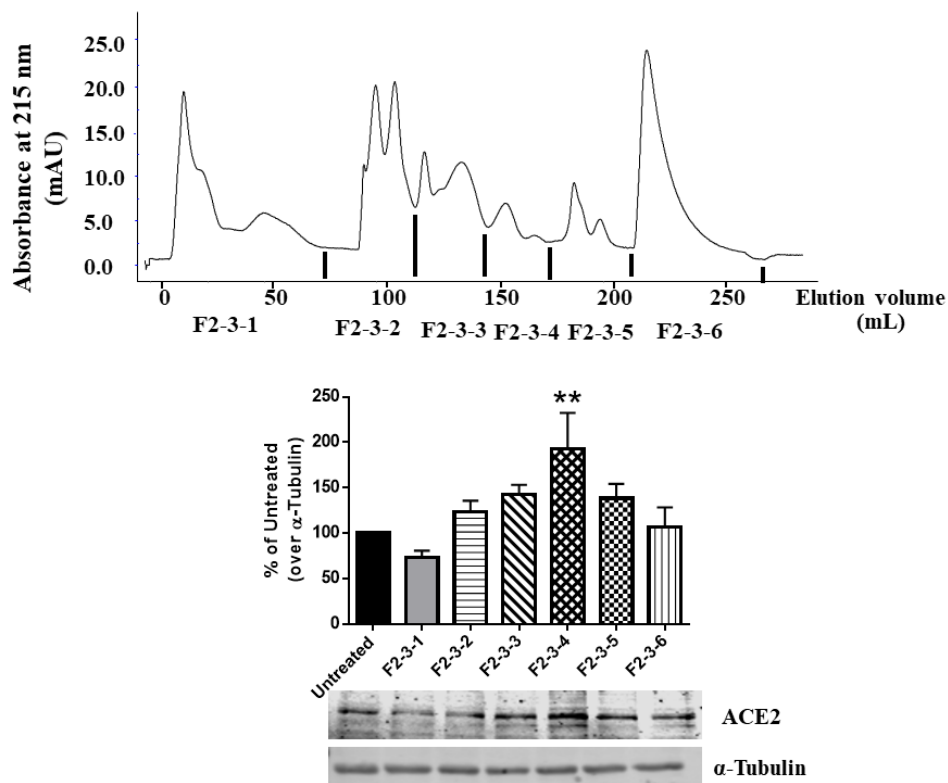 Absorbance at 215 nm
(mAU)
25.0
20.0
15.0
10.0
5.0
0.0
0 50 100 150 200 250 Elution volume
(mL)
F2-3-1 F2-3-2 F2-3-3 F2-3-4 F2-3-5 F2-3-6
% of Untreated
(over α-Tubulin)
250
200
150
100
50
0
**
Untreated F2-3-1 F2-3-2 F2-3-3 F2-3-4 F2-3-5 F2-3-6
ACE2
α-Tubulin